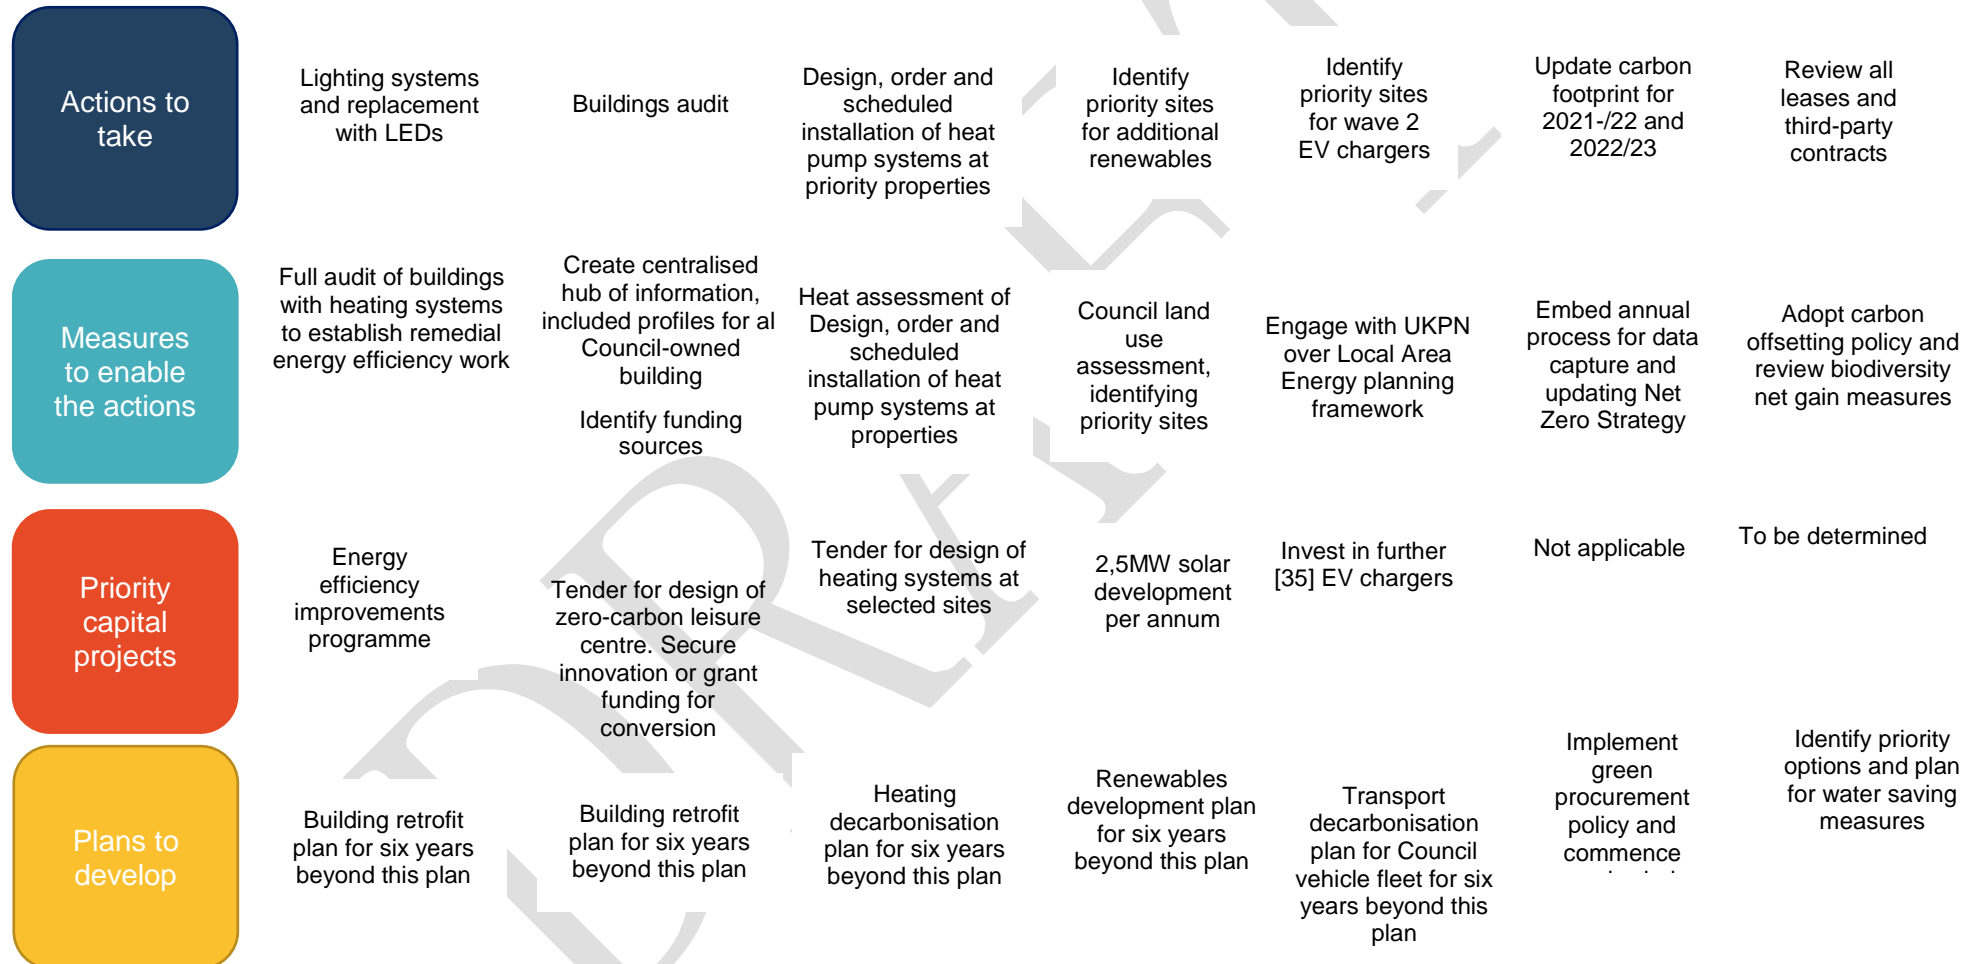 Actions to
take
Lighting systems
and replacement
with LEDs
Buildings audit
Design, order and
scheduled
installation of heat
pump systems at
priority properties
Identify
priority sites
for additional
renewables
Identify
priority sites
for wave 2
EV chargers
Update carbon
footprint for
2021-/22 and
2022/23
Review all
leases and
third-party
contracts
Measures
to enable
the actions
Full audit of buildings
with heating systems
to establish remedial
energy efficiency work
Create centralised
hub of information,
included profiles for al
Council-owned
building
Identify funding
sources
Heat assessment of
Design, order and
scheduled
installation of heat
pump systems at
properties
Council land
use
assessment,
identifying
priority sites
Engage with UKPN
over Local Area
Energy planning
framework
Embed annual
process for data
capture and
updating Net
Zero Strategy
Adopt carbon
offsetting policy and
review biodiversity
net gain measures
Priority
capital
projects
Energy
efficiency
improvements
programme
Tender for design of
zero-carbon leisure
centre. Secure
innovation or grant
funding for
conversion
Tender for design of
heating systems at
selected sites
2,5MW solar
development
per annum
Invest in further
[35] EV chargers
Not applicable
To be determined
Plans to
develop
Building retrofit
plan for six years
beyond this plan
Building retrofit
plan for six years
beyond this plan
Heating
decarbonisation
plan for six years
beyond this plan
Renewables
development plan
for six years
beyond this plan
Transport
decarbonisation
plan for Council
vehicle fleet for six
years beyond this
plan
Implement
green
procurement
policy and
commence
Identify priority
options and plan
for water saving
measures